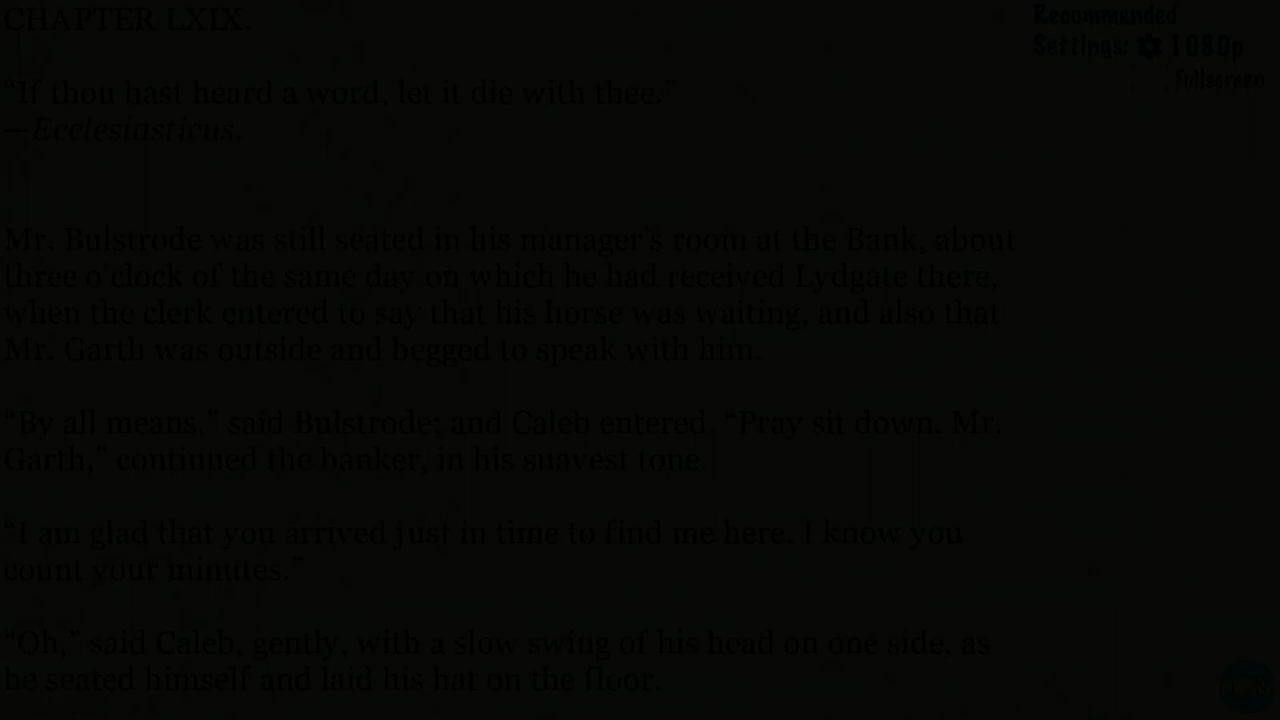 CHAPTER LXIX.
Recommended
Settings: 1080p
Fullscreen
“If thou hast heard a word, let it die with thee.”
—Ecclesiasticus.
Mr. Bulstrode was still seated in his manager’s room at the Bank, about
three o’clock of the same day on which he had received Lydgate there,
when the clerk entered to say that his horse was waiting, and also that
Mr. Garth was outside and begged to speak with him.
“By all means,” said Bulstrode; and Caleb entered. “Pray sit down, Mr.
Garth,” continued the banker, in his suavest tone.
“I am glad that you arrived just in time to find me here. I know you
count your minutes.”
“Oh,” said Caleb, gently, with a slow swing of his head on one side, as
he seated himself and laid his hat on the floor.